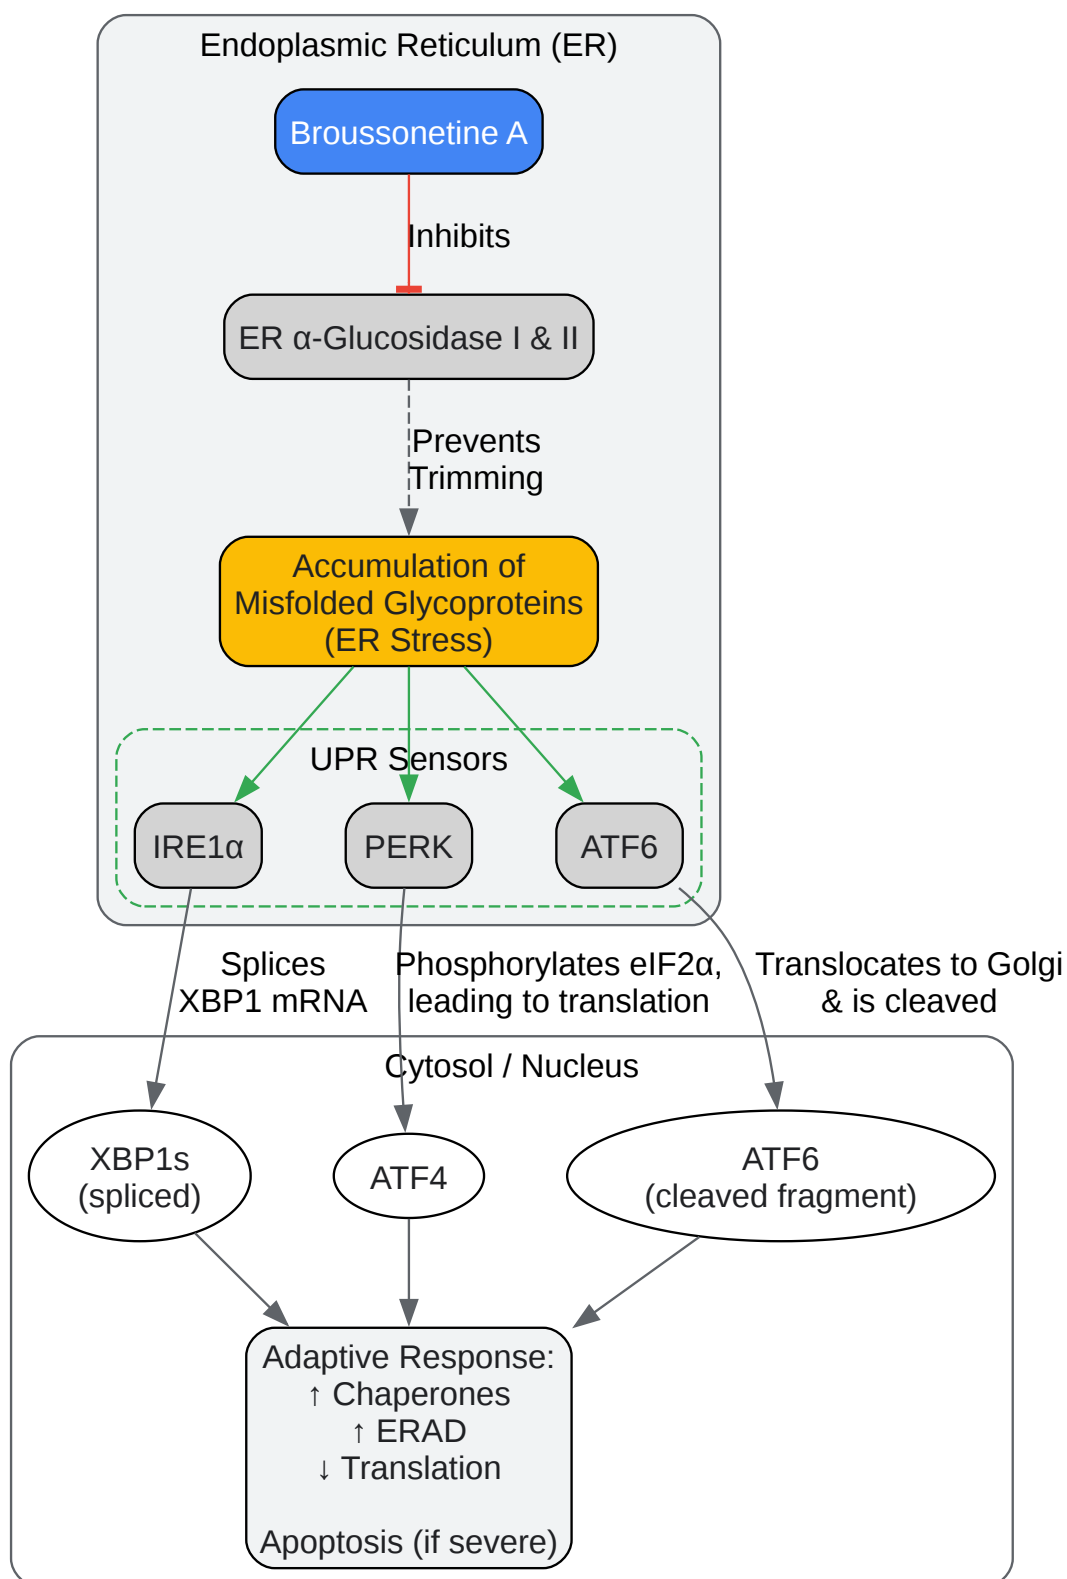 Endoplasmic Reticulum (ER)
Broussonetine A
Inhibits
ER α-Glucosidase I & II
Prevents
Trimming
Accumulation of
Misfolded Glycoproteins
(ER Stress)
UPR Sensors
IRE1α
PERK
ATF6
Splices
XBP1 mRNA
Phosphorylates eIF2α,
leading to translation
Translocates to Golgi
& is cleaved
Cytosol / Nucleus
XBP1s
(spliced)
ATF4
ATF6
(cleaved fragment)
Adaptive Response:
↑ Chaperones
↑ ERAD
↓ Translation
Apoptosis (if severe)